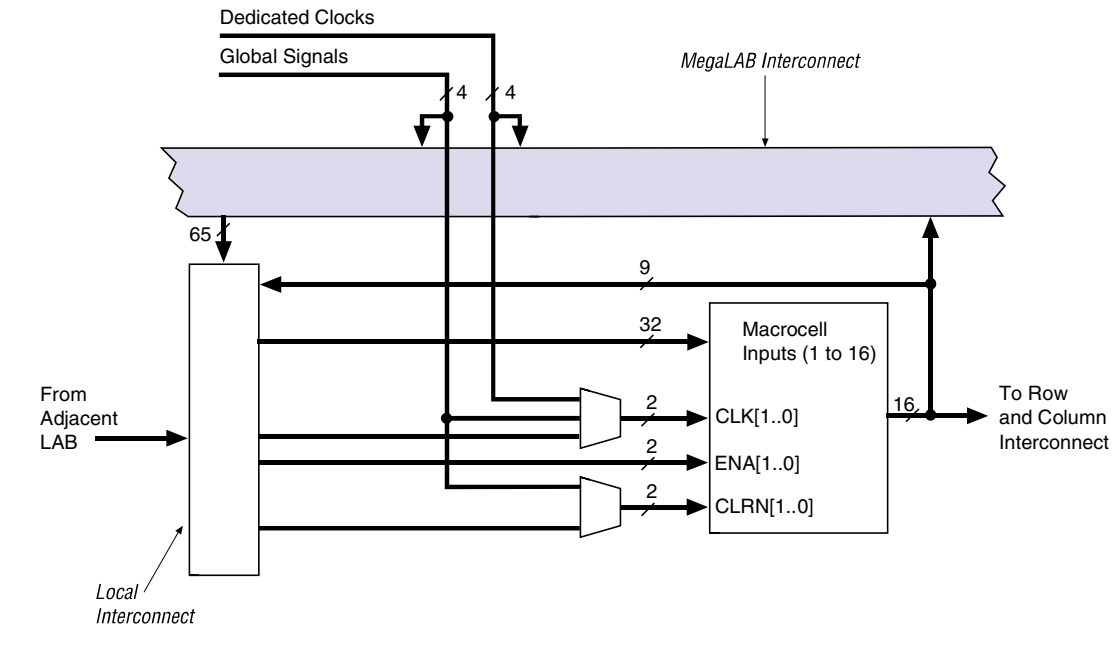 Dedicated Clocks
Global Signals
MegaLAB Interconnect
4
4
65
9
32
Macrocell
Inputs (1 to 16)
From
Adjacent
LAB
2
CLK[1..0]
16
To Row
and Column
Interconnect
2
ENA[1..0]
2
CLRN[1..0]
Local
Interconnect